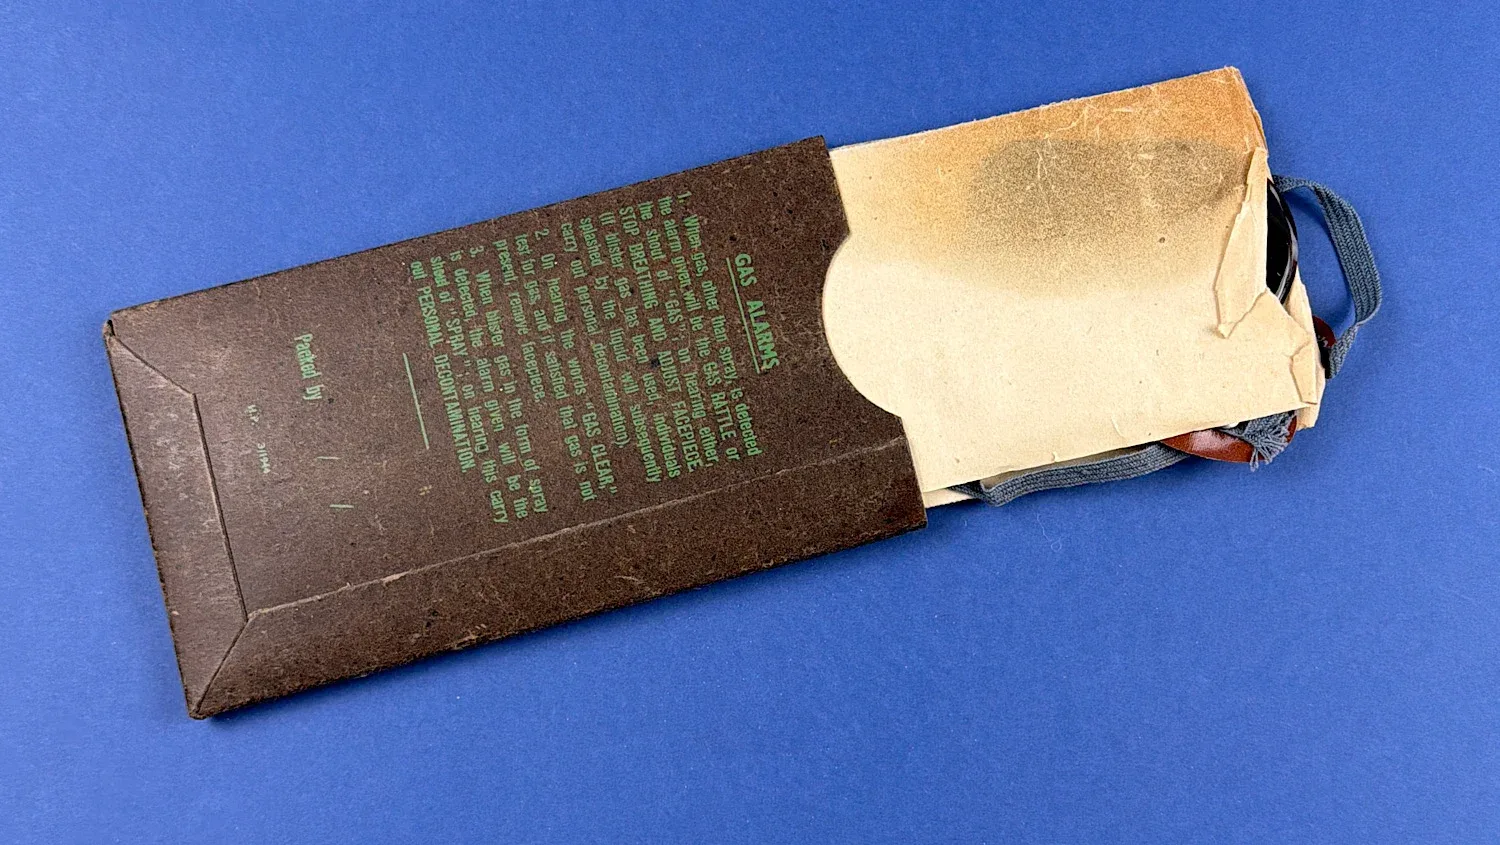 GAS ALARMS
1. When gas, other than spray, is detected
the alarm given will be the GAS RATTLE or
the shout of "GAS"; on hearing either,
STOP BREATHING AND ADJUST FACEPIECE.
(If blister gas has been used, individuals
splashed by the liquid will subsequently
carry out personal decontamination)
2. On hearing the words "GAS CLEAR,"
test for gas, and if satisfied that gas is not
present, remove facepiece.
3. When blister gas in the form of spray
is detected, the alarm given will be the
shout of "SPRAY", on hearing this carry
out PERSONAL DECONTAMINATION.
Packed by / /
3/1944